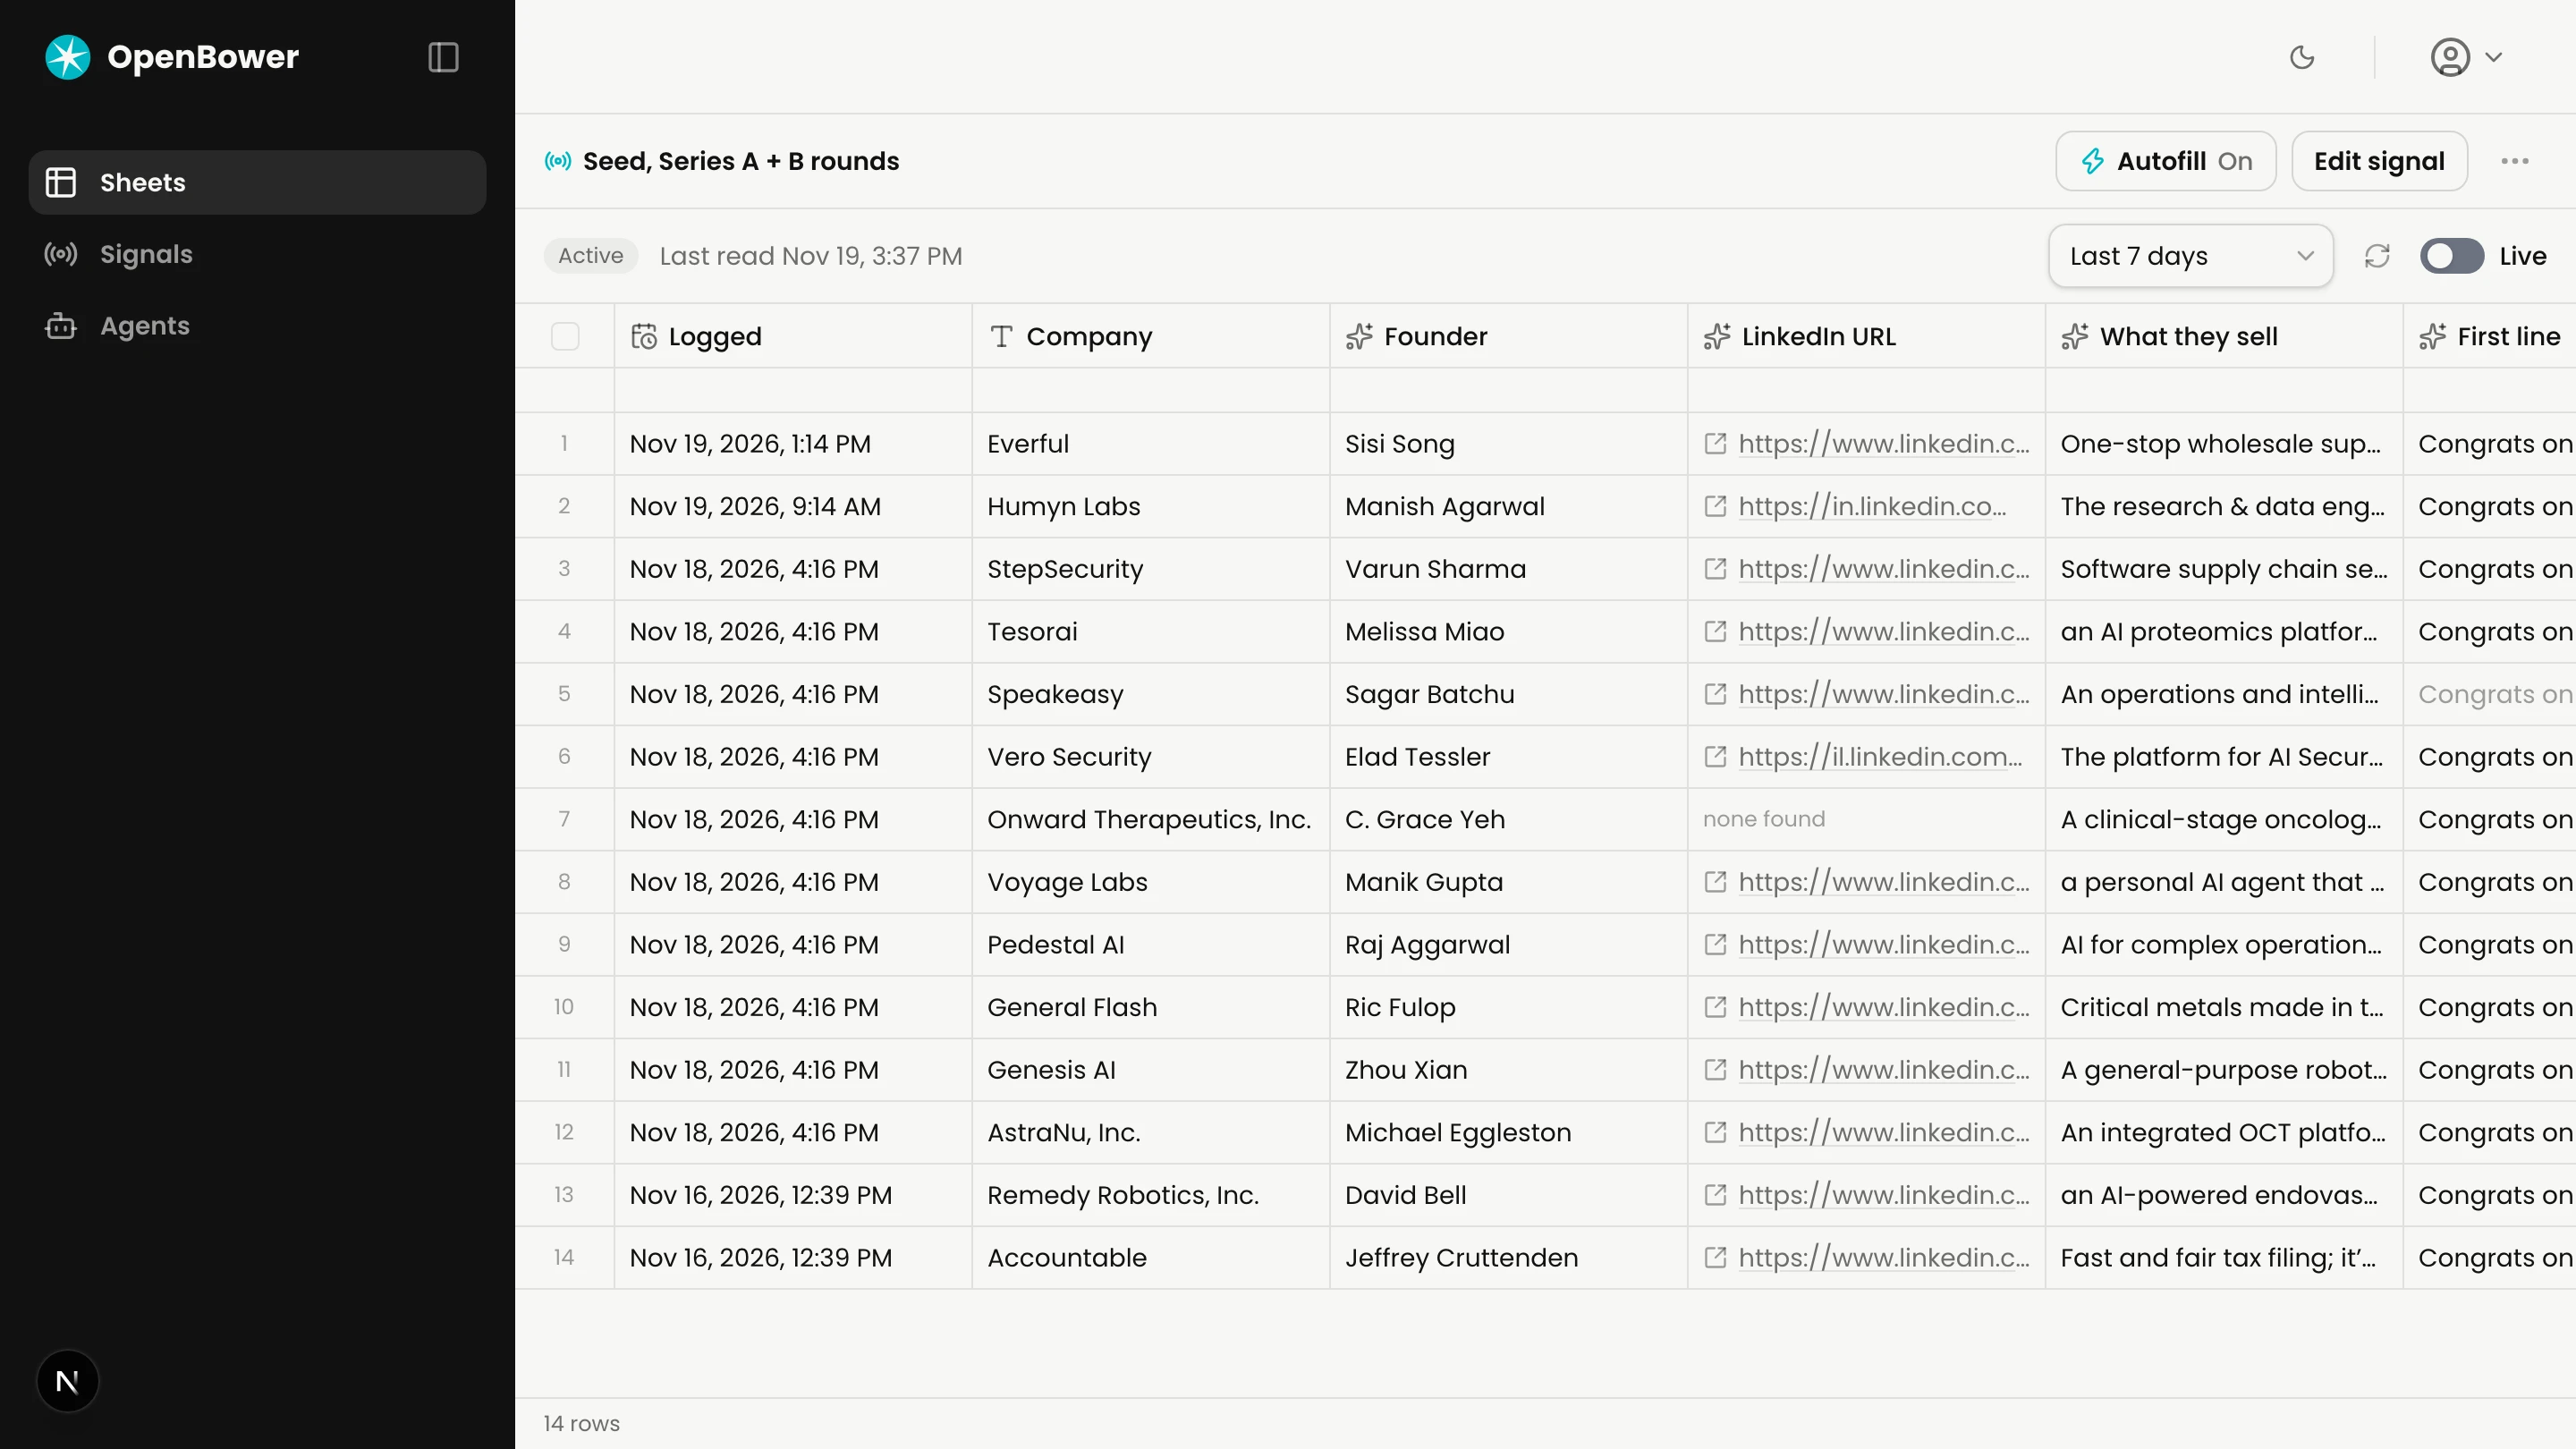 OpenBower
Sheets
Signals
Agents
N
Seed, Series A + B rounds
Autofill On
Edit signal
Active
Last read Nov 19, 3:37 PM
Last 7 days
Live
Logged Company Founder LinkedIn URL What they sell First line
1 Nov 19, 2026, 1:14 PM Everful Sisi Song https://www.linkedin.c... One-stop wholesale sup... Congrats on
2 Nov 19, 2026, 9:14 AM Humyn Labs Manish Agarwal https://in.linkedin.co... The research & data eng... Congrats on
3 Nov 18, 2026, 4:16 PM StepSecurity Varun Sharma https://www.linkedin.c... Software supply chain se... Congrats on
4 Nov 18, 2026, 4:16 PM Tesorai Melissa Miao https://www.linkedin.c... an AI proteomics platfor... Congrats on
5 Nov 18, 2026, 4:16 PM Speakeasy Sagar Batchu https://www.linkedin.c... An operations and intelli... Congrats on
6 Nov 18, 2026, 4:16 PM Vero Security Elad Tessler https://il.linkedin.com... The platform for AI Secur... Congrats on
7 Nov 18, 2026, 4:16 PM Onward Therapeutics, Inc. C. Grace Yeh none found A clinical-stage oncolog... Congrats on
8 Nov 18, 2026, 4:16 PM Voyage Labs Manik Gupta https://www.linkedin.c... a personal AI agent that ... Congrats on
9 Nov 18, 2026, 4:16 PM Pedestal AI Raj Aggarwal https://www.linkedin.c... AI for complex operation... Congrats on
10 Nov 18, 2026, 4:16 PM General Flash Ric Fulop https://www.linkedin.c... Critical metals made in t... Congrats on
11 Nov 18, 2026, 4:16 PM Genesis AI Zhou Xian https://www.linkedin.c... A general-purpose robot... Congrats on
12 Nov 18, 2026, 4:16 PM AstraNu, Inc. Michael Eggleston https://www.linkedin.c... An integrated OCT platfo... Congrats on
13 Nov 16, 2026, 12:39 PM Remedy Robotics, Inc. David Bell https://www.linkedin.c... an AI-powered endovas... Congrats on
14 Nov 16, 2026, 12:39 PM Accountable Jeffrey Cruttenden https://www.linkedin.c... Fast and fair tax filing; it’... Congrats on
14 rows